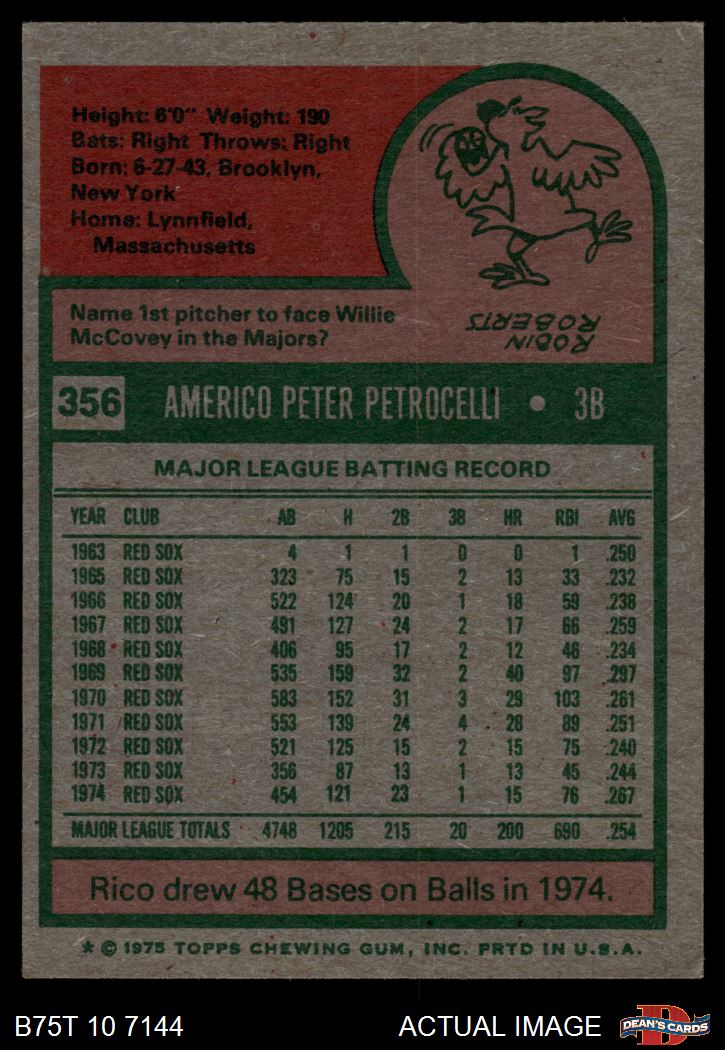 Height: 6'0" Weight: 190
Bats: Right Throws: Right
Born: 6-27-43, Brooklyn,
New York
Home: Lynnfield,
Massachusetts
Name 1st pitcher to face Willie
McCovey in the Majors?
ROBIN
ROBERTS
356 AMERICO PETER PETROCELLI • 3B
MAJOR LEAGUE BATTING RECORD
YEAR CLUB AB H 2B 3B HR RBI AVG
1963 RED SOX 4 1 1 0 0 1 .250
1965 RED SOX 323 75 15 2 13 33 .232
1966 RED SOX 522 124 20 1 18 59 .238
1967 RED SOX 491 127 24 2 17 66 .259
1968 RED SOX 406 95 17 2 12 46 .234
1969 RED SOX 535 159 32 2 40 97 .297
1970 RED SOX 583 152 31 3 29 103 .261
1971 RED SOX 553 139 24 4 28 89 .251
1972 RED SOX 521 125 15 2 15 75 .240
1973 RED SOX 356 87 13 1 13 45 .244
1974 RED SOX 454 121 23 1 15 76 .267
MAJOR LEAGUE TOTALS 4748 1205 215 20 200 690 .254
Rico drew 48 Bases on Balls in 1974.
* © 1975 TOPPS CHEWING GUM, INC. PRTD IN U.S.A.
B75T 10 7144 ACTUAL IMAGE
D
DEAN'S CARDS